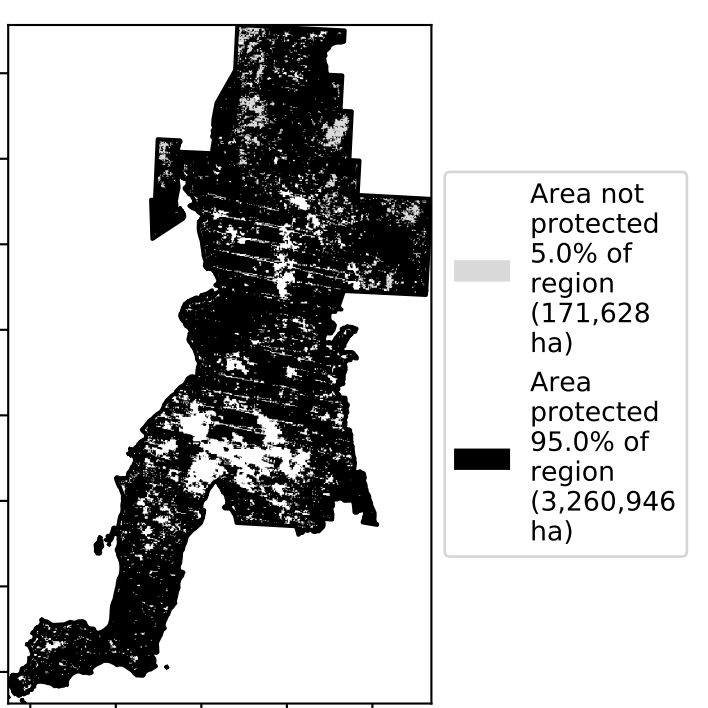 Area not
protected
5.0% of
region
(171,628
ha)
Area
protected
95.0% of
region
(3,260,946
ha)